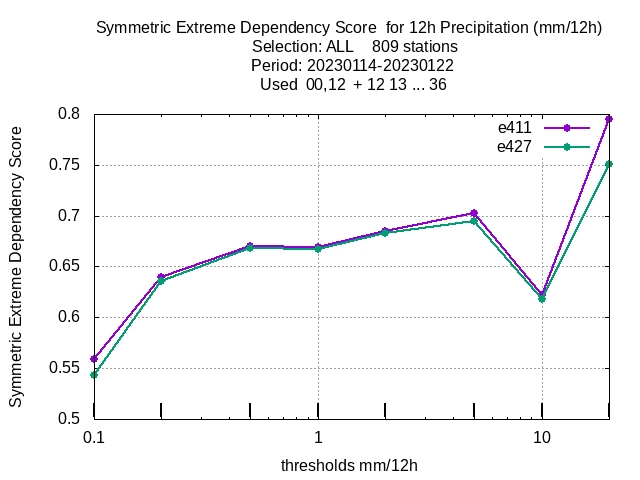 Symmetric Extreme Dependency Score  for 12h Precipitation (mm/12h)
Selection: ALL    809 stations
Period: 20230114-20230122
Used  00,12  + 12 13 ... 36
e411
e427
Symmetric Extreme Dependency Score
0.8
0.75
0.7
0.65
0.6
0.55
0.5
0.1 1 10
thresholds mm/12h